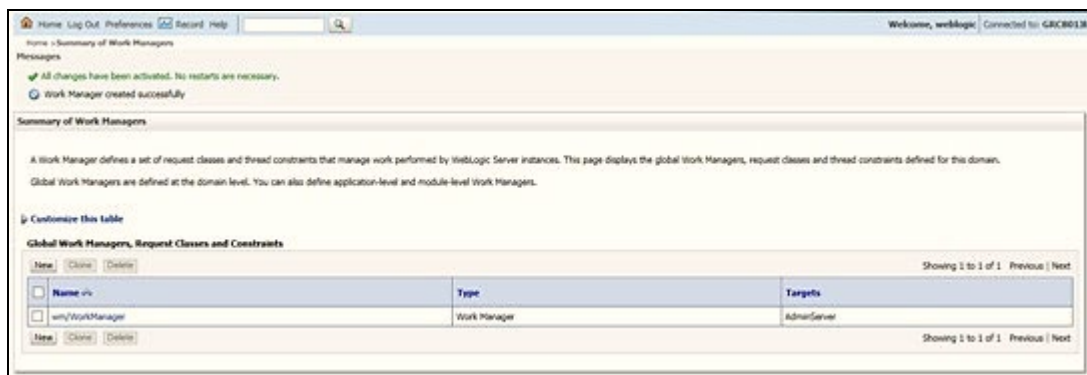 Home Log Out Preferences Record Help
Welcome, weblogic Connected to: GRC8013
Home > Summary of Work Managers
Messages
All changes have been activated. No restarts are necessary.
Work Manager created successfully
Summary of Work Managers
A Work Manager defines a set of request classes and thread constraints that manage work performed by WebLogic Server instances. This page displays the global Work Managers, request classes and thread constraints defined for this domain.
Global Work Managers are defined at the domain level. You can also define application-level and module-level Work Managers.
Customize this table
Global Work Managers, Request Classes and Constraints
New Clone Delete Showing 1 to 1 of 1 Previous | Next
Name Type Targets
wm/WorkManager Work Manager AdminServer
New Clone Delete Showing 1 to 1 of 1 Previous | Next